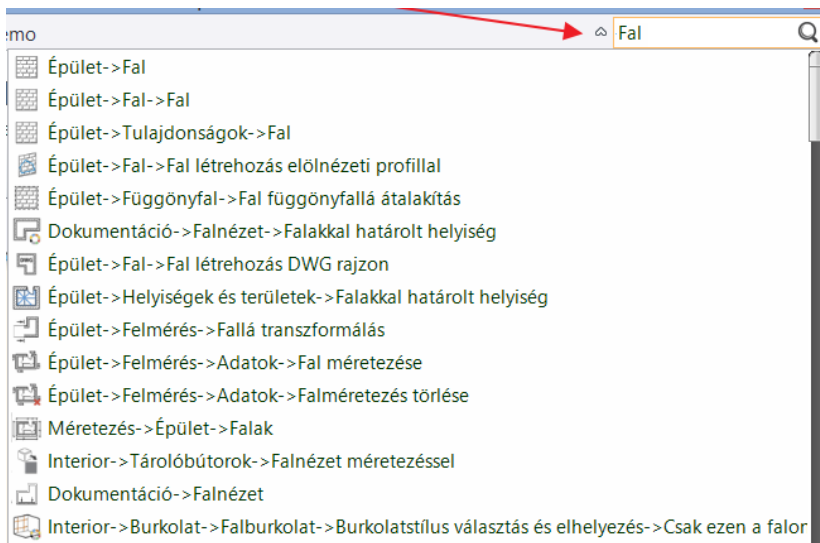 Fal
Épület->Fal
Épület->Fal->Fal
Épület->Tulajdonságok->Fal
Épület->Fal->Fal létrehozás elölnézeti profillal
Épület->Függönyfal->Fal függönyfallá átalakítás
Dokumentáció->Falnézet->Falakkal határolt helyiség
Épület->Fal->Fal létrehozás DWG rajzon
Épület->Helyiségek és területek->Falakkal határolt helyiség
Épület->Felmérés->Fallá transzformálás
Épület->Felmérés->Adatok->Fal méretezése
Épület->Felmérés->Adatok->Falméretezés törlése
Méretezés->Épület->Falak
Interior->Tárolóbútorok->Falnézet méretezéssel
Dokumentáció->Falnézet
Interior->Burkolat->Falburkolat->Burkolatstílus választás és elhelyezés->Csak ezen a falon